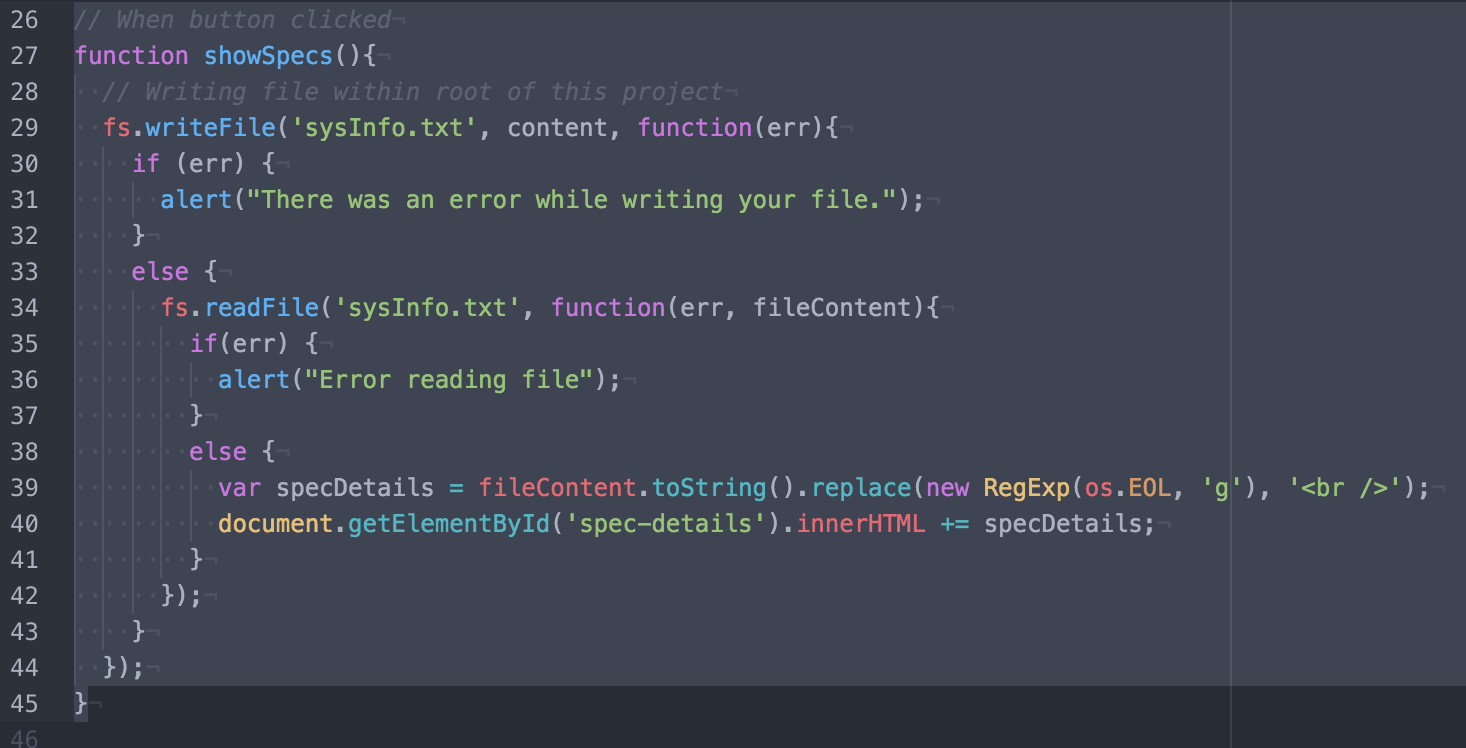 26 // When button clicked¬
27 function showSpecs(){¬
28 ··// Writing file within root of this project¬
29 ··fs.writeFile('sysInfo.txt', content, function(err){¬
30 ····if (err) {¬
31 ······alert("There was an error while writing your file.");¬
32 ····}¬
33 ····else {¬
34 ······fs.readFile('sysInfo.txt', function(err, fileContent){¬
35 ········if(err) {¬
36 ··········alert("Error reading file");¬
37 ········}¬
38 ········else {¬
39 ··········var specDetails = fileContent.toString().replace(new RegExp(os.EOL, 'g'), '<br />');¬
40 ··········document.getElementById('spec-details').innerHTML += specDetails;¬
41 ········}¬
42 ······});¬
43 ····}¬
44 ··});¬
45 }¬
46